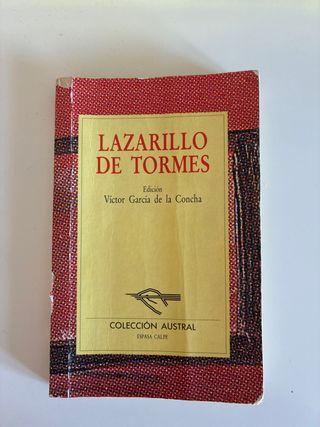 LAZARILLO
DE TORMES
Edición
Víctor García de la Concha
COLECCIÓN AUSTRAL
ESPASA CALPE